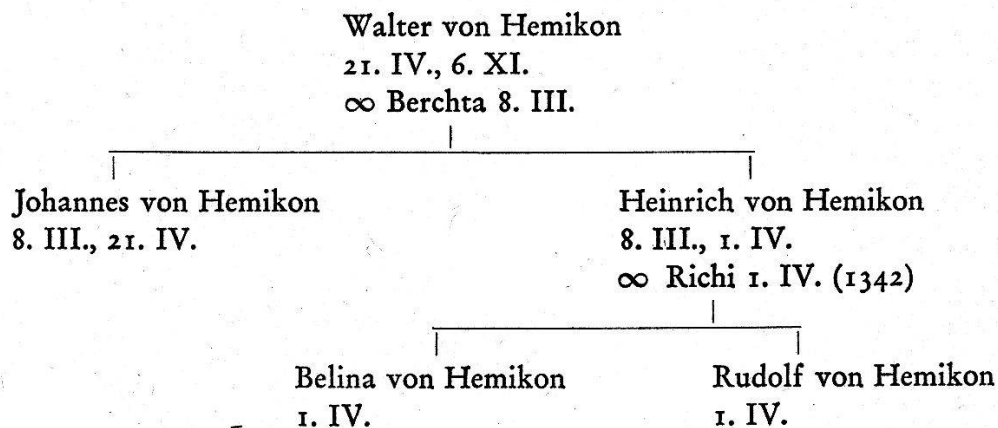 Walter von Hemikon
21. IV., 6. XI.
∞ Berchta 8. III.
Johannes von Hemikon
8. III., 21. IV.
Heinrich von Hemikon
8. III., 1. IV.
∞ Richi 1. IV. (1342)
Belina von Hemikon
1. IV.
Rudolf von Hemikon
1. IV.